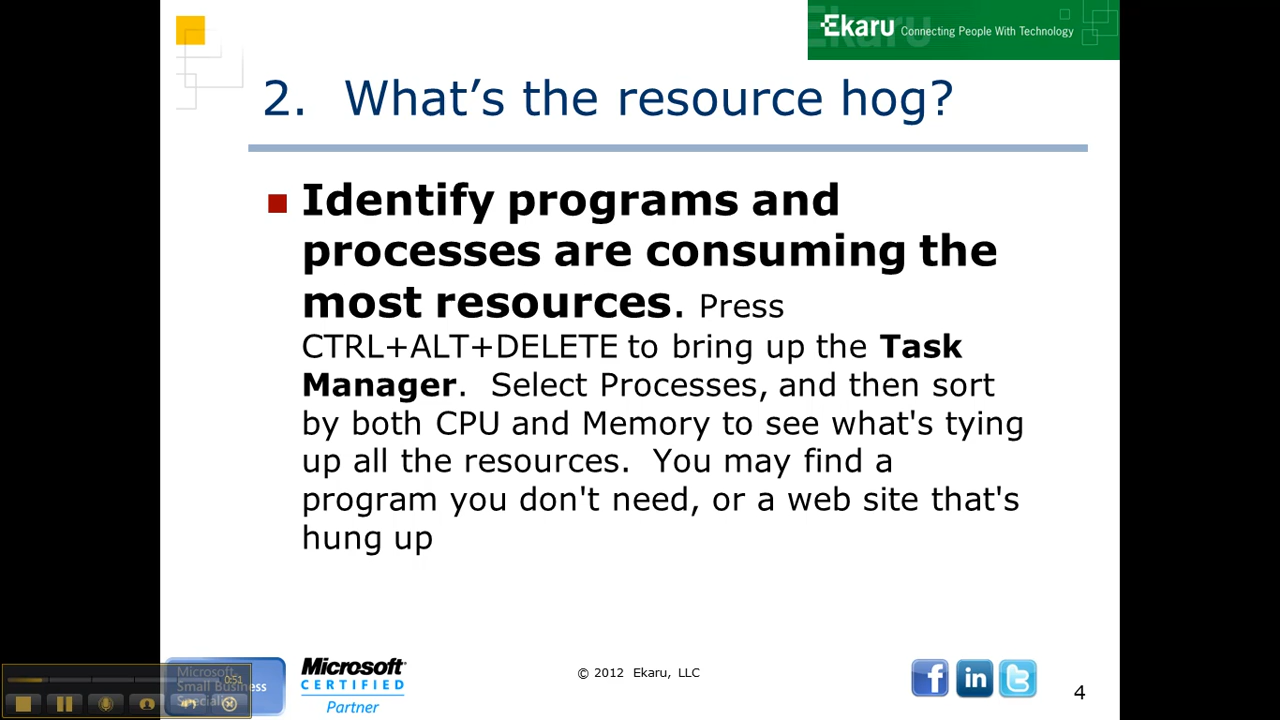 Ekaru Connecting People With Technology
2. What's the resource hog?
Identify programs and
processes are consuming the
most resources. Press
CTRL+ALT+DELETE to bring up the Task
Manager. Select Processes, and then sort
by both CPU and Memory to see what's tying
up all the resources. You may find a
program you don't need, or a web site that's
hung up
0:51
Microsoft
Small Business
Specialist
Microsoft
CERTIFIED
Partner
© 2012 Ekaru, LLC
f
in
t
4